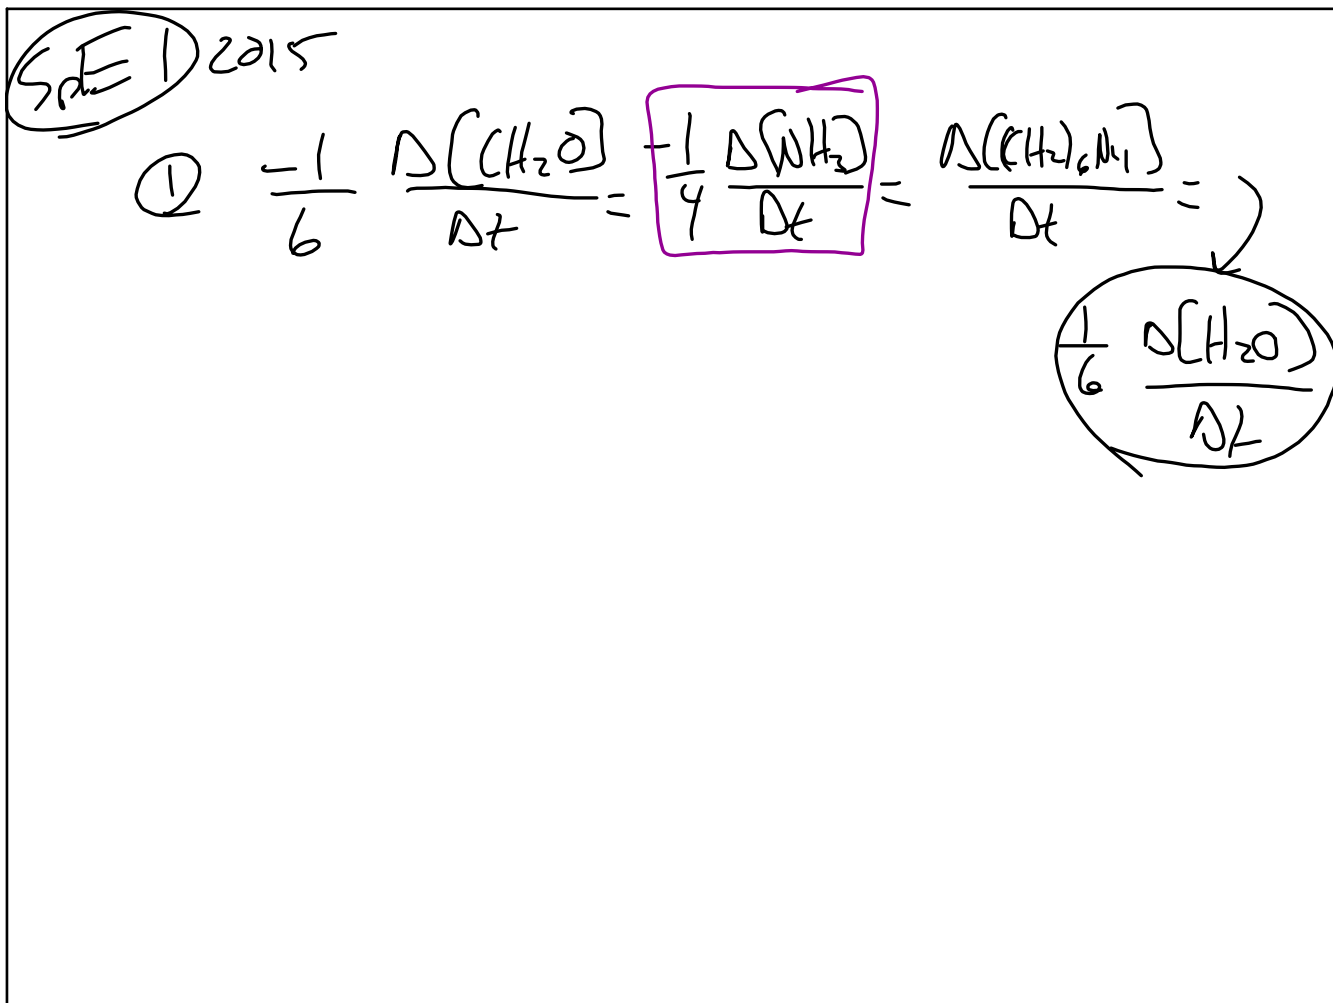 SpE 1 2015
① -1/6 Δ[CH₂O]/Δt = -1/4 Δ[NH₃]/Δt = Δ[(CH₂)₆N₄]/Δt =
1/6 Δ[H₂O]/Δt